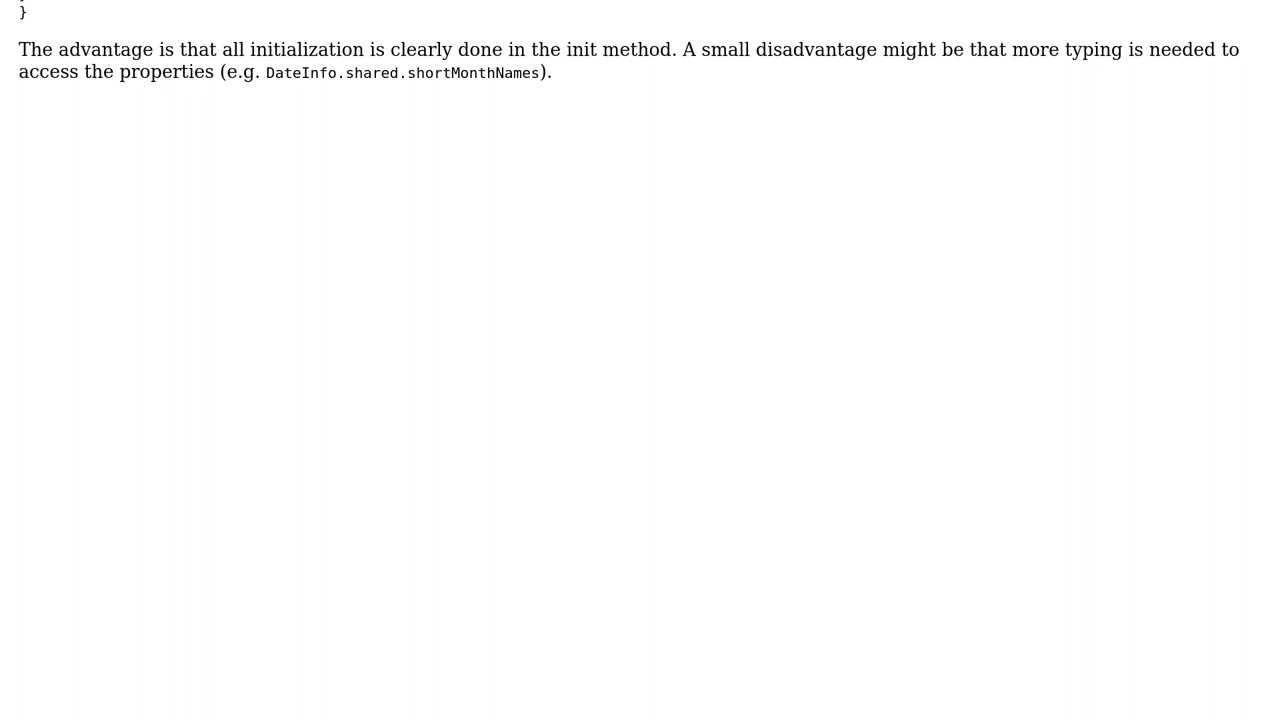 }
The advantage is that all initialization is clearly done in the init method. A small disadvantage might be that more typing is needed to
access the properties (e.g. DateInfo.shared.shortMonthNames).